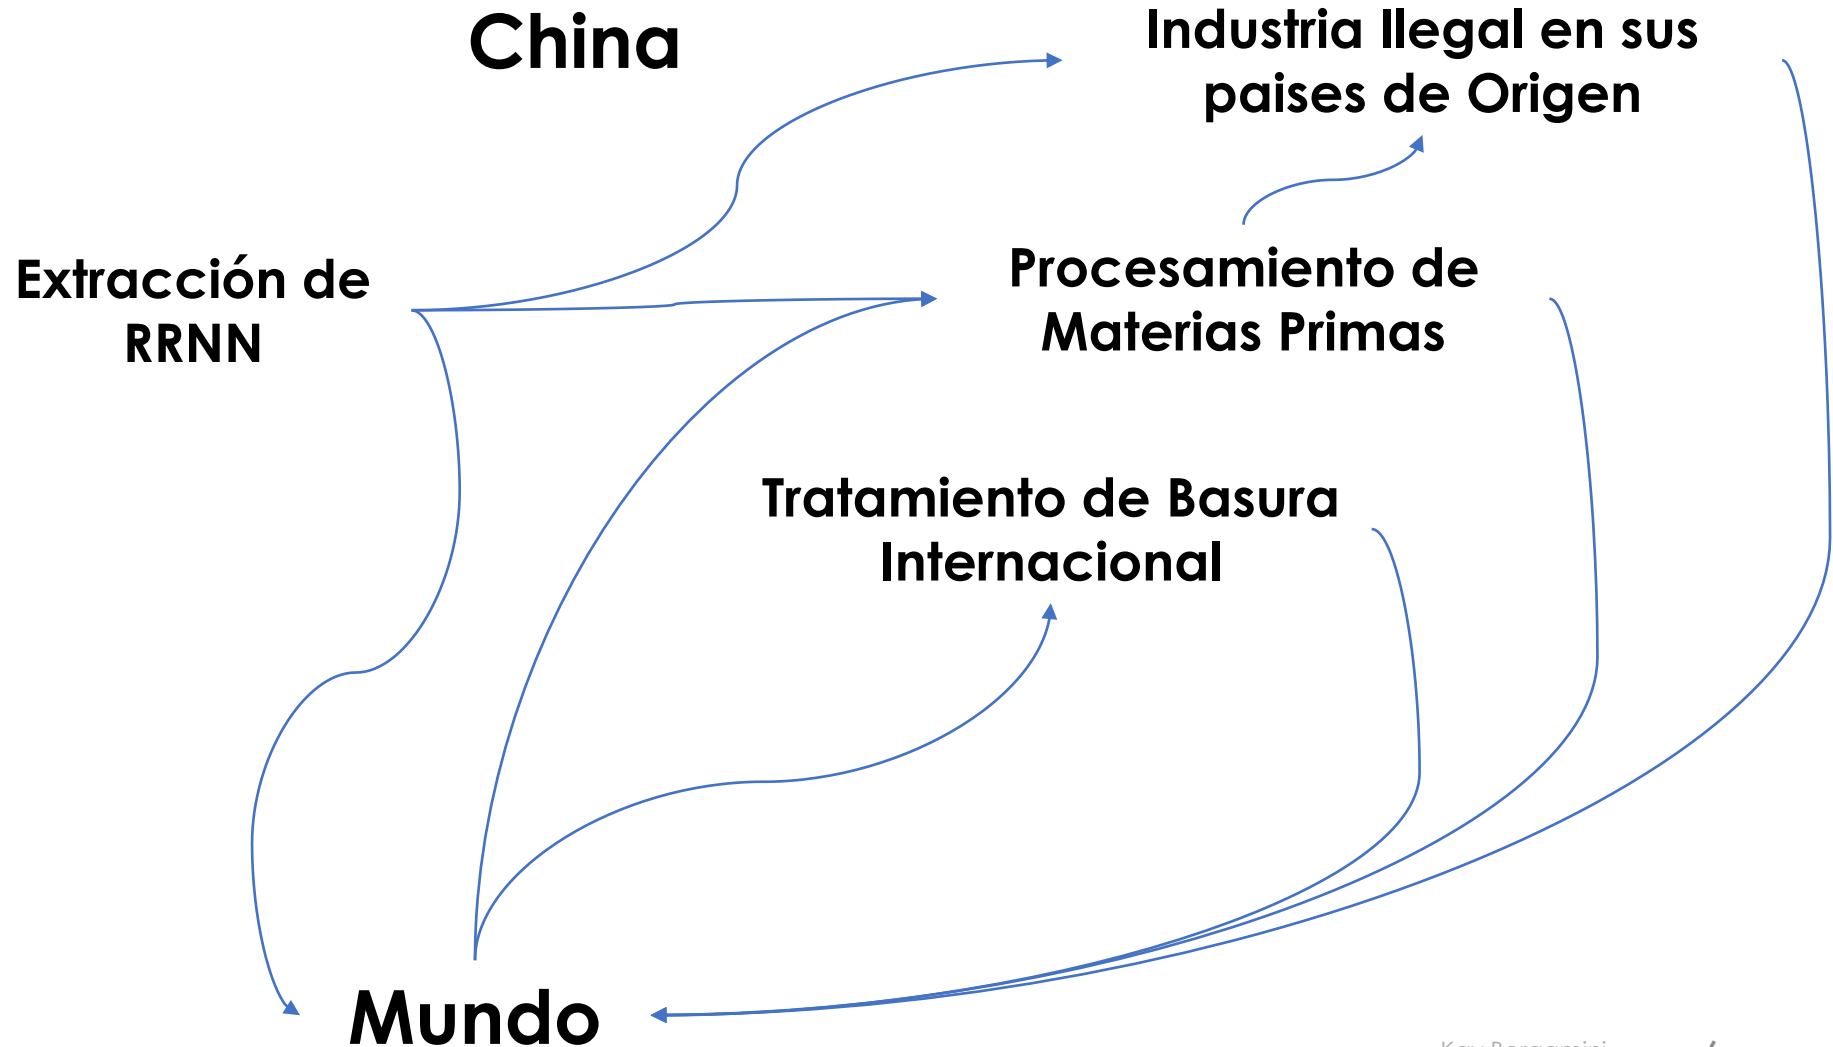 China
Industria Ilegal en sus
paises de Origen
Extracción de
RRNN
Procesamiento de
Materias Primas
Tratamiento de Basura
Internacional
Mundo